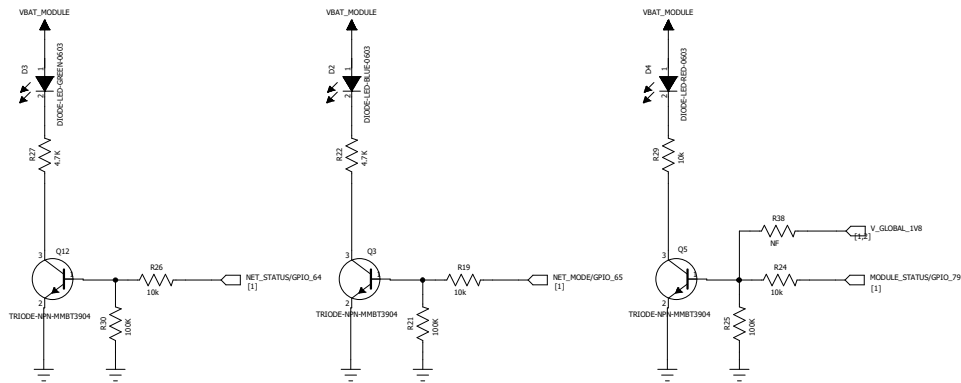 VBAT_MODULE
D3
1
2
DIODE-LED-GREEN-0603
R27
4.7K
3
Q12
1
2
TRIODE-NPN-MMBT3904
R26
10k
NET_STATUS/GPIO_64
[1]
R30
100K
VBAT_MODULE
D2
1
2
DIODE-LED-BLUE-0603
R22
4.7K
3
Q3
1
2
TRIODE-NPN-MMBT3904
R19
10k
NET_MODE/GPIO_65
[1]
R21
100K
VBAT_MODULE
D4
1
2
DIODE-LED-RED-0603
R29
10k
3
Q5
1
2
TRIODE-NPN-MMBT3904
R38
NF
V_GLOBAL_1V8
[1,2]
R24
10k
MODULE_STATUS/GPIO_79
[1]
R25
100K